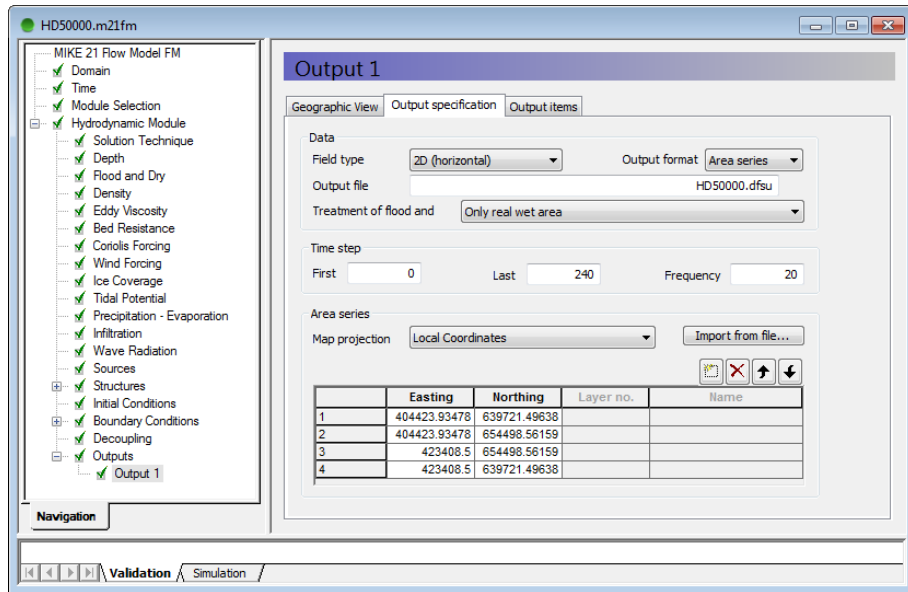 HD50000.m21fm
MIKE 21 Flow Model FM
Domain
Time
Module Selection
Hydrodynamic Module
Solution Technique
Depth
Flood and Dry
Density
Eddy Viscosity
Bed Resistance
Coriolis Forcing
Wind Forcing
Ice Coverage
Tidal Potential
Precipitation - Evaporation
Infiltration
Wave Radiation
Sources
Structures
Initial Conditions
Boundary Conditions
Decoupling
Outputs
Output 1
Navigation
Output 1
Geographic View Output specification Output items
Data
Field type 2D (horizontal) Output format Area series
Output file HD50000.dfsu
Treatment of flood and Only real wet area
Time step
First 0 Last 240 Frequency 20
Area series
Map projection Local Coordinates Import from file...
Easting Northing Layer no. Name
1 404423.93478 639721.49638
2 404423.93478 654498.56159
3 423408.5 654498.56159
4 423408.5 639721.49638
Validation Simulation